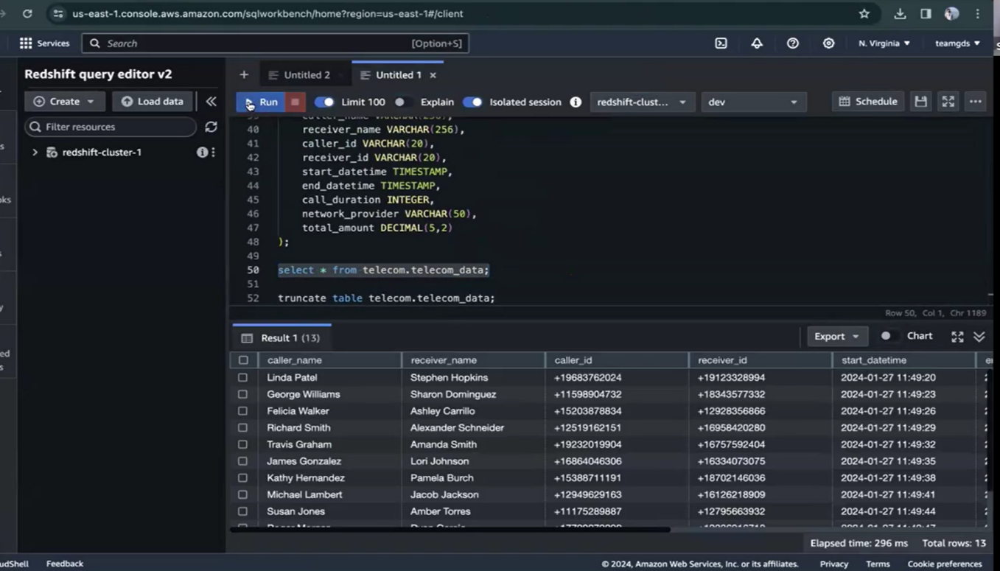 us-east-1.console.aws.amazon.com/sqlworkbench/home?region=us-east-1#/client
Services
Search
[Option+S]
N. Virginia
teamgds
Redshift query editor v2
Create
Load data
Filter resources
redshift-cluster-1
Untitled 2
Untitled 1
Run
Limit 100
Explain
Isolated session
redshift-clust...
dev
Schedule
40 receiver_name VARCHAR(256),
41 caller_id VARCHAR(20),
42 receiver_id VARCHAR(20),
43 start_datetime TIMESTAMP,
44 end_datetime TIMESTAMP,
45 call_duration INTEGER,
46 network_provider VARCHAR(50),
47 total_amount DECIMAL(5,2)
48 );
49
50 select * from telecom.telecom_data;
51
52 truncate table telecom.telecom_data;
Row 50, Col 1, Chr 1189
Result 1 (13)
Export
Chart
caller_name receiver_name caller_id receiver_id start_datetime
Linda Patel Stephen Hopkins +19683762024 +19123328994 2024-01-27 11:49:20
George Williams Sharon Dominguez +11598904732 +18343577332 2024-01-27 11:49:23
Felicia Walker Ashley Carrillo +15203878834 +12928356866 2024-01-27 11:49:26
Richard Smith Alexander Schneider +12519162151 +16958420280 2024-01-27 11:49:29
Travis Graham Amanda Smith +19232019904 +16757592404 2024-01-27 11:49:32
James Gonzalez Lori Johnson +16864046306 +16334073075 2024-01-27 11:49:35
Kathy Hernandez Pamela Burch +15388711191 +18702146036 2024-01-27 11:49:38
Michael Lambert Jacob Jackson +12949629163 +16126218909 2024-01-27 11:49:41
Susan Jones Amber Torres +11175289887 +12795663932 2024-01-27 11:49:44
Elapsed time: 296 ms Total rows: 13
Feedback
© 2024, Amazon Web Services, Inc. or its affiliates.
Privacy
Terms
Cookie preferences